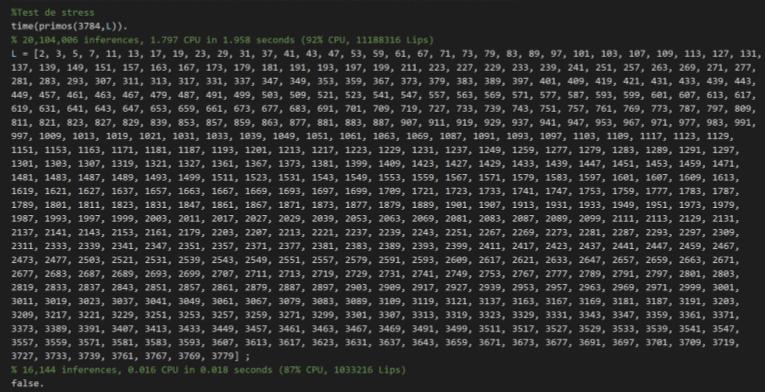 %Test de stress
time(primos(3784,L)).
% 20,104,006 inferences, 1.797 CPU in 1.958 seconds (92% CPU, 11188316 Lips)
L = [2, 3, 5, 7, 11, 13, 17, 19, 23, 29, 31, 37, 41, 43, 47, 53, 59, 61, 67, 71, 73, 79, 83, 89, 97, 101, 103, 107, 109, 113, 127, 131,
137, 139, 149, 151, 157, 163, 167, 173, 179, 181, 191, 193, 197, 199, 211, 223, 227, 229, 233, 239, 241, 251, 257, 263, 269, 271, 277,
281, 283, 293, 307, 311, 313, 317, 331, 337, 347, 349, 353, 359, 367, 373, 379, 383, 389, 397, 401, 409, 419, 421, 431, 433, 439, 443,
449, 457, 461, 463, 467, 479, 487, 491, 499, 503, 509, 521, 523, 541, 547, 557, 563, 569, 571, 577, 587, 593, 599, 601, 607, 613, 617,
619, 631, 641, 643, 647, 653, 659, 661, 673, 677, 683, 691, 701, 709, 719, 727, 733, 739, 743, 751, 757, 761, 769, 773, 787, 797, 809,
811, 821, 823, 827, 829, 839, 853, 857, 859, 863, 877, 881, 883, 887, 907, 911, 919, 929, 937, 941, 947, 953, 967, 971, 977, 983, 991,
997, 1009, 1013, 1019, 1021, 1031, 1033, 1039, 1049, 1051, 1061, 1063, 1069, 1087, 1091, 1093, 1097, 1103, 1109, 1117, 1123, 1129,
1151, 1153, 1163, 1171, 1181, 1187, 1193, 1201, 1213, 1217, 1223, 1229, 1231, 1237, 1249, 1259, 1277, 1279, 1283, 1289, 1291, 1297,
1301, 1303, 1307, 1319, 1321, 1327, 1361, 1367, 1373, 1381, 1399, 1409, 1423, 1427, 1429, 1433, 1439, 1447, 1451, 1453, 1459, 1471,
1481, 1483, 1487, 1489, 1493, 1499, 1511, 1523, 1531, 1543, 1549, 1553, 1559, 1567, 1571, 1579, 1583, 1597, 1601, 1607, 1609, 1613,
1619, 1621, 1627, 1637, 1657, 1663, 1667, 1669, 1693, 1697, 1699, 1709, 1721, 1723, 1733, 1741, 1747, 1753, 1759, 1777, 1783, 1787,
1789, 1801, 1811, 1823, 1831, 1847, 1861, 1867, 1871, 1873, 1877, 1879, 1889, 1901, 1907, 1913, 1931, 1933, 1949, 1951, 1973, 1979,
1987, 1993, 1997, 1999, 2003, 2011, 2017, 2027, 2029, 2039, 2053, 2063, 2069, 2081, 2083, 2087, 2089, 2099, 2111, 2113, 2129, 2131,
2137, 2141, 2143, 2153, 2161, 2179, 2203, 2207, 2213, 2221, 2237, 2239, 2243, 2251, 2267, 2269, 2273, 2281, 2287, 2293, 2297, 2309,
2311, 2333, 2339, 2341, 2347, 2351, 2357, 2371, 2377, 2381, 2383, 2389, 2393, 2399, 2411, 2417, 2423, 2437, 2441, 2447, 2459, 2467,
2473, 2477, 2503, 2521, 2531, 2539, 2543, 2549, 2551, 2557, 2579, 2591, 2593, 2609, 2617, 2621, 2633, 2647, 2657, 2659, 2663, 2671,
2677, 2683, 2687, 2689, 2693, 2699, 2707, 2711, 2713, 2719, 2729, 2731, 2741, 2749, 2753, 2767, 2777, 2789, 2791, 2797, 2801, 2803,
2819, 2833, 2837, 2843, 2851, 2857, 2861, 2879, 2887, 2897, 2903, 2909, 2917, 2927, 2939, 2953, 2957, 2963, 2969, 2971, 2999, 3001,
3011, 3019, 3023, 3037, 3041, 3049, 3061, 3067, 3079, 3083, 3089, 3109, 3119, 3121, 3137, 3163, 3167, 3169, 3181, 3187, 3191, 3203,
3209, 3217, 3221, 3229, 3251, 3253, 3257, 3259, 3271, 3299, 3301, 3307, 3313, 3319, 3323, 3329, 3331, 3343, 3347, 3359, 3361, 3371,
3373, 3389, 3391, 3407, 3413, 3433, 3449, 3457, 3461, 3463, 3467, 3469, 3491, 3499, 3511, 3517, 3527, 3529, 3533, 3539, 3541, 3547,
3557, 3559, 3571, 3581, 3583, 3593, 3607, 3613, 3617, 3623, 3631, 3637, 3643, 3659, 3671, 3673, 3677, 3691, 3697, 3701, 3709, 3719,
3727, 3733, 3739, 3761, 3767, 3769, 3779] ;
% 16,144 inferences, 0.016 CPU in 0.018 seconds (87% CPU, 1033216 Lips)
false.